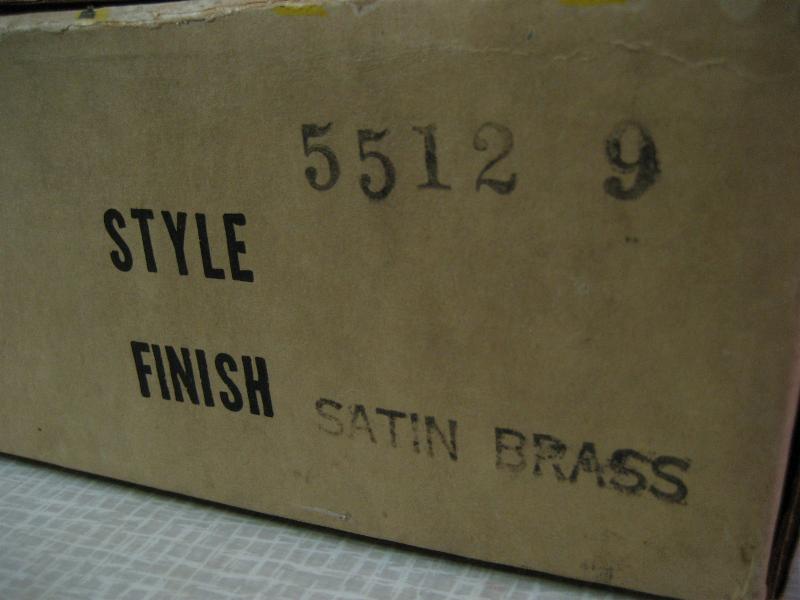 5512 9
STYLE
FINISH SATIN BRASS